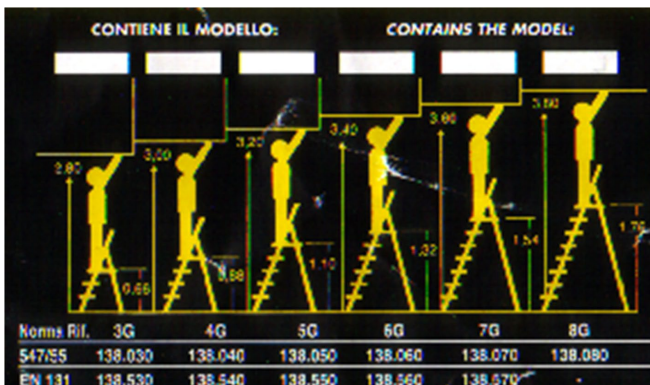 CONTIENE IL MODELLO: CONTAINS THE MODEL:
2,80 3,00 3,20 3,40 3,60
0,66 0,88 1,10 1,32 1,54 1,76
Norma Rif. 3G 4G 5G 6G 7G 8G
547/55 138.030 138.040 138.050 138.060 138.070 138.080
EN 131 138.530 138.540 138.550 138.560 138.570